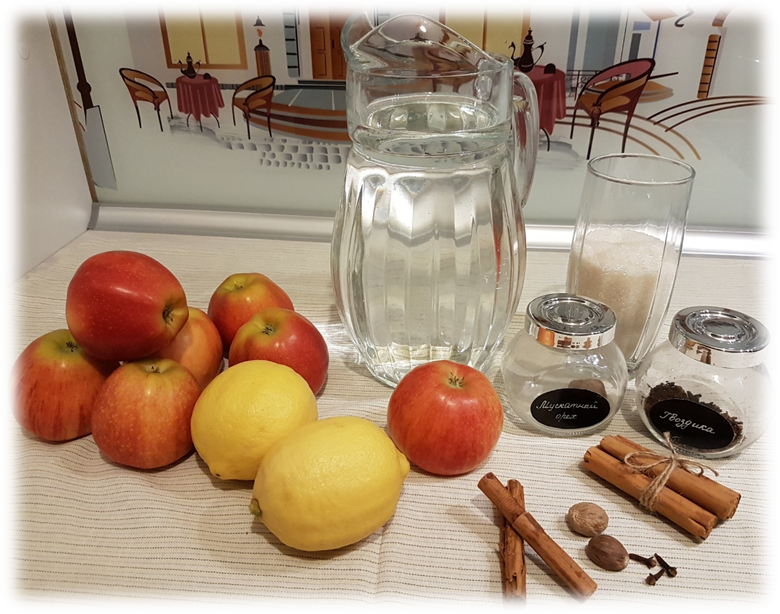 Мускатный
орех
Гвоздика